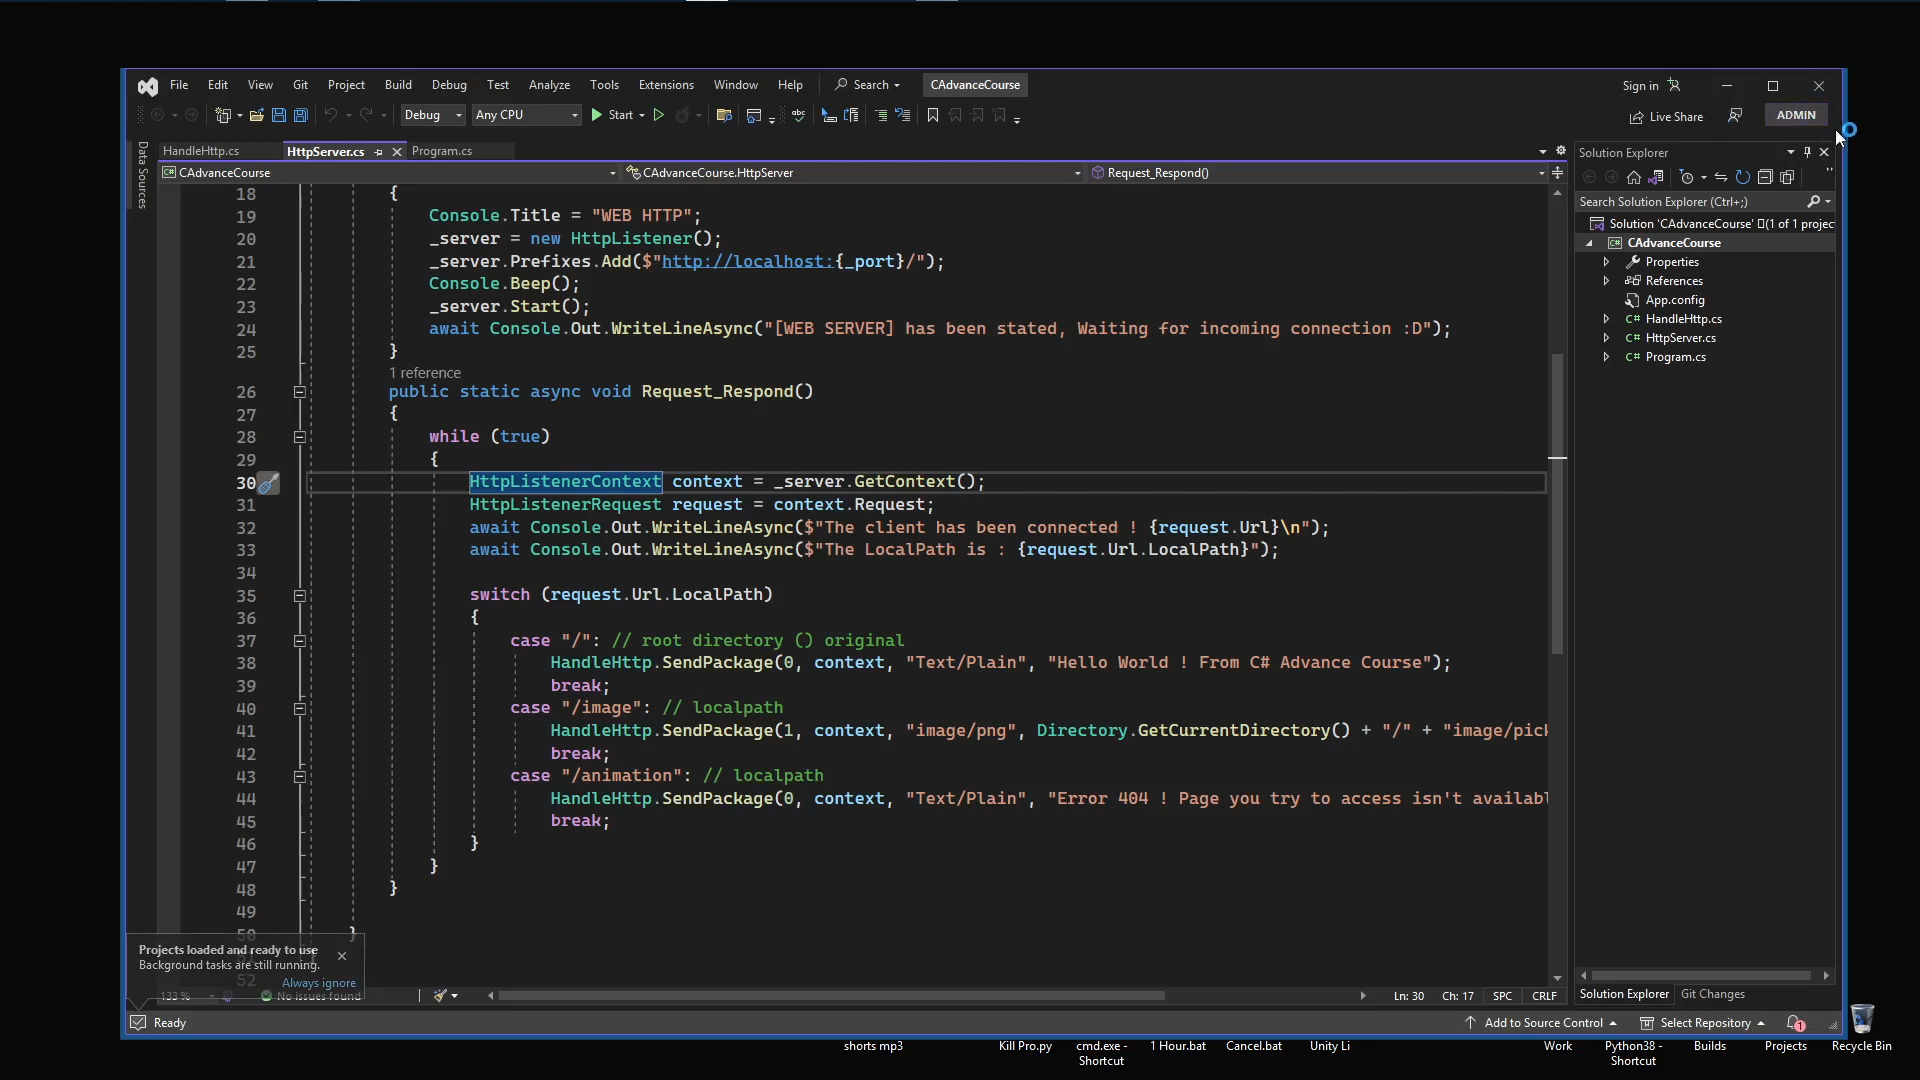 File Edit View Git Project Build Debug Test Analyze Tools Extensions Window Help Search CAdvanceCourse Sign in
Debug Any CPU Start Live Share ADMIN
Data Sources
HandleHttp.cs HttpServer.cs Program.cs
CAdvanceCourse CAdvanceCourse.HttpServer Request_Respond()
18 {
19 Console.Title = "WEB HTTP";
20 _server = new HttpListener();
21 _server.Prefixes.Add($"http://localhost:{_port}/");
22 Console.Beep();
23 _server.Start();
24 await Console.Out.WriteLineAsync("[WEB SERVER] has been stated, Waiting for incoming connection :D");
25 }
1 reference
26 public static async void Request_Respond()
27 {
28 while (true)
29 {
30 HttpListenerContext context = _server.GetContext();
31 HttpListenerRequest request = context.Request;
32 await Console.Out.WriteLineAsync($"The client has been connected ! {request.Url}\n");
33 await Console.Out.WriteLineAsync($"The LocalPath is : {request.Url.LocalPath}");
34
35 switch (request.Url.LocalPath)
36 {
37 case "/": // root directory () original
38 HandleHttp.SendPackage(0, context, "Text/Plain", "Hello World ! From C# Advance Course");
39 break;
40 case "/image": // localpath
41 HandleHttp.SendPackage(1, context, "image/png", Directory.GetCurrentDirectory() + "/" + "image/pick
42 break;
43 case "/animation": // localpath
44 HandleHttp.SendPackage(0, context, "Text/Plain", "Error 404 ! Page you try to access isn't availabl
45 break;
46 }
47 }
48 }
49
50 }
52
Projects loaded and ready to use
Background tasks are still running.
Always ignore
133 % No issues found Ln: 30 Ch: 17 SPC CRLF
Solution Explorer
Search Solution Explorer (Ctrl+;)
Solution 'CAdvanceCourse' (1 of 1 projec
CAdvanceCourse
Properties
References
App.config
C# HandleHttp.cs
C# HttpServer.cs
C# Program.cs
Solution Explorer Git Changes
Ready Add to Source Control Select Repository 1
shorts mp3 Kill Pro.py cmd.exe - Shortcut 1 Hour.bat Cancel.bat Unity Li Work Python38 - Shortcut Builds Projects Recycle Bin